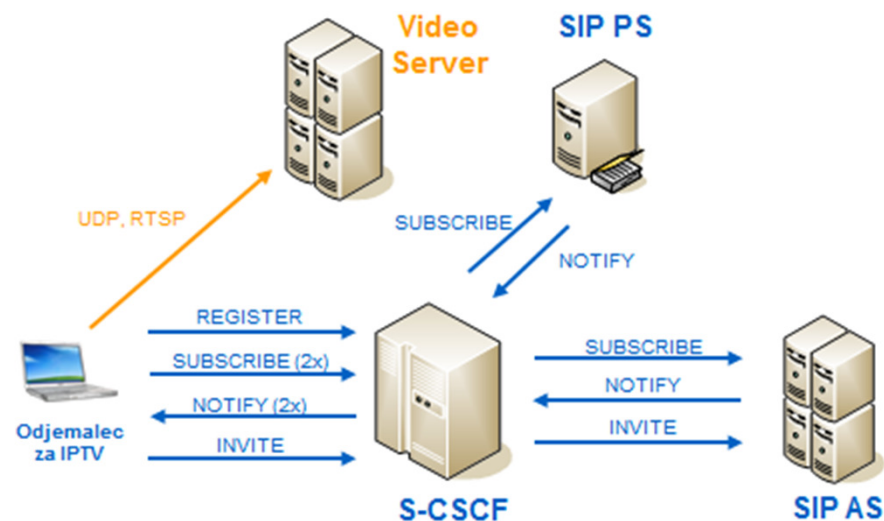 Video
Server
SIP PS
UDP, RTSP
SUBSCRIBE
NOTIFY
REGISTER
SUBSCRIBE (2x)
NOTIFY (2x)
INVITE
SUBSCRIBE
NOTIFY
INVITE
Odjemalec
za IPTV
S-CSCF
SIP AS